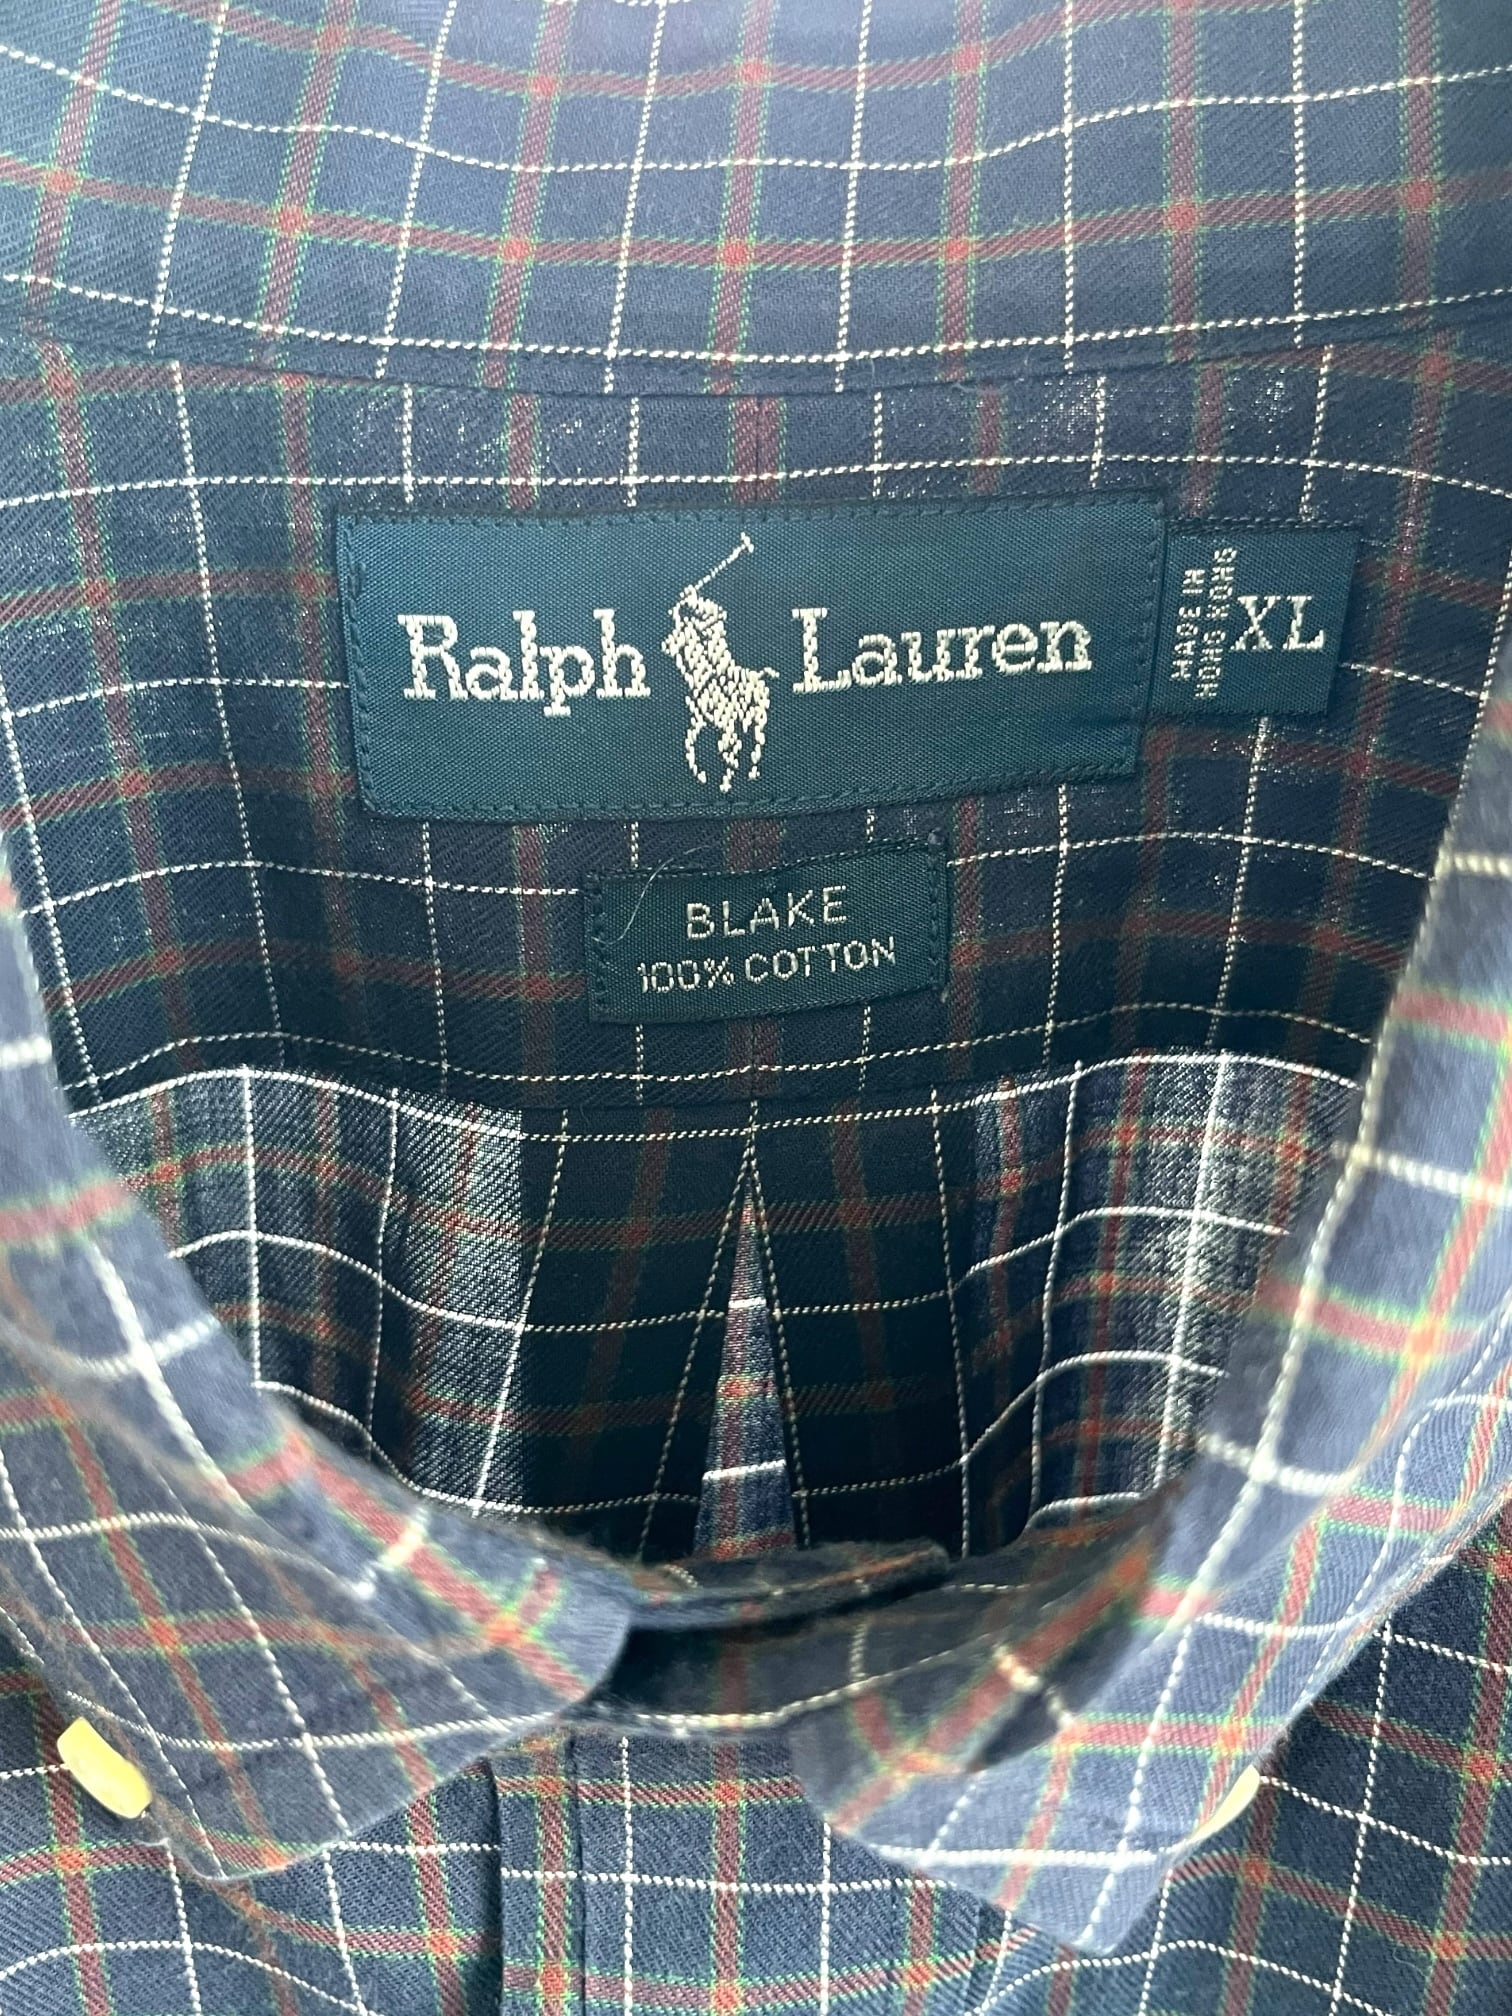 Ralph Lauren
MADE IN
HONG KONG
XL
BLAKE
100% COTTON